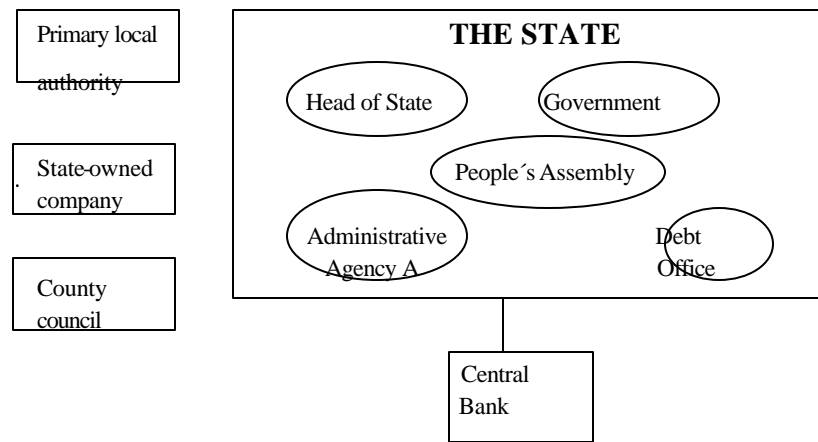 Primary local
authority
State-owned
company
.
County
council
THE STATE
Head of State
Government
People´s Assembly
Administrative
Agency A
Debt
Office
Central
Bank